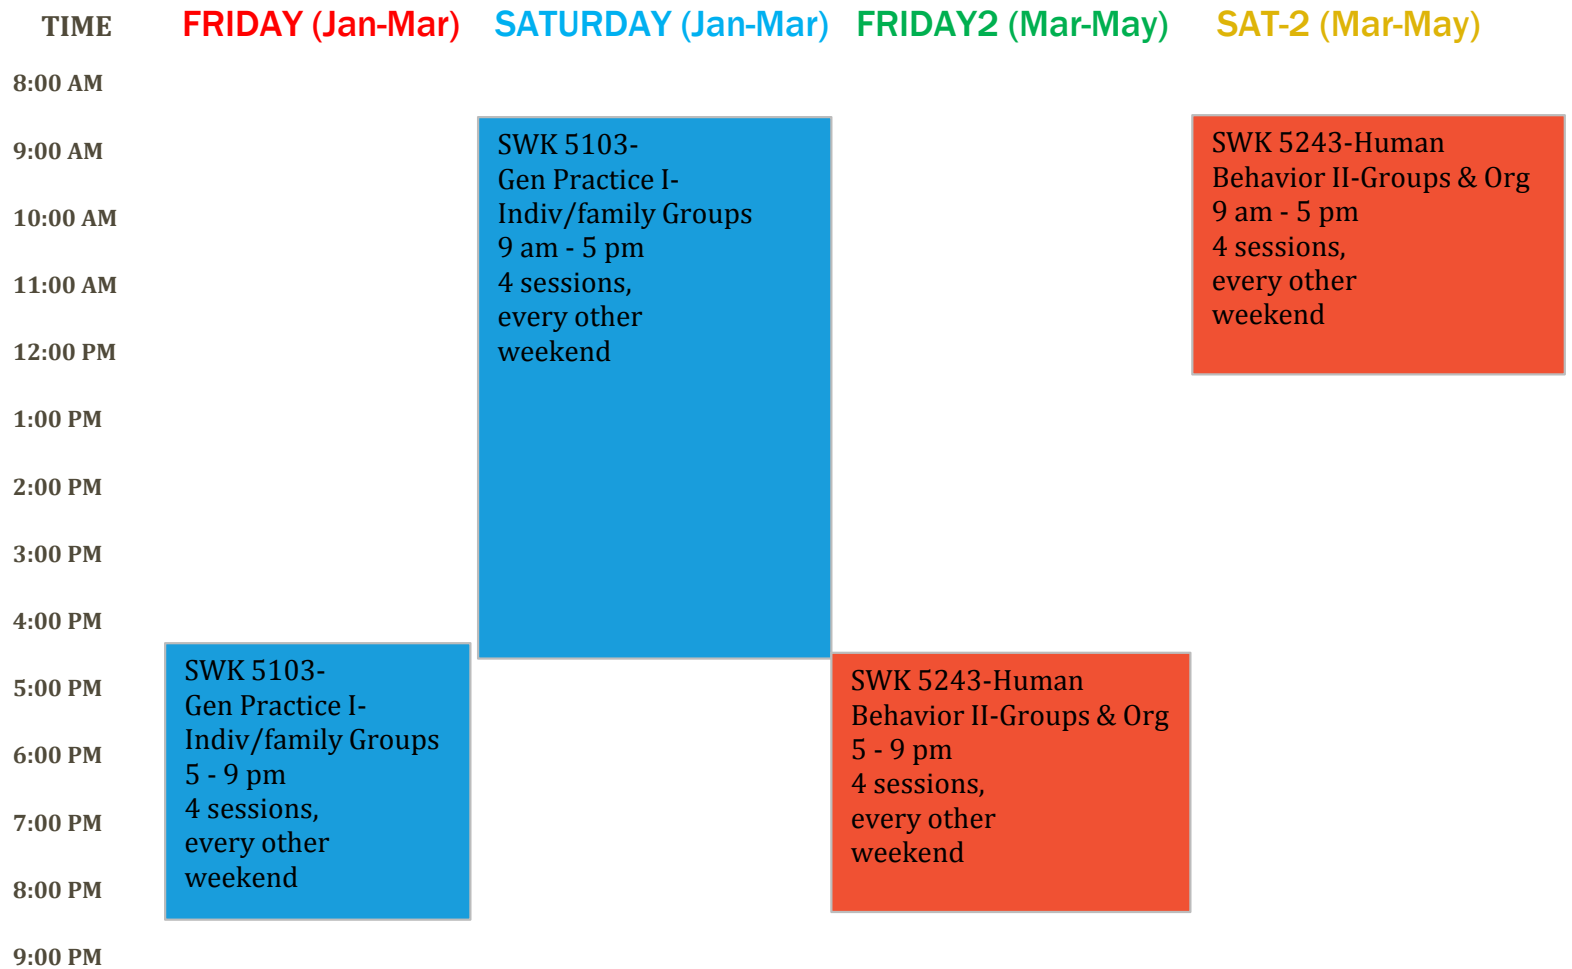 TIME FRIDAY (Jan-Mar) SATURDAY (Jan-Mar) FRIDAY2 (Mar-May) SAT-2 (Mar-May)
8:00 AM
9:00 AM
10:00 AM
11:00 AM
12:00 PM
1:00 PM
2:00 PM
3:00 PM
4:00 PM
5:00 PM
6:00 PM
7:00 PM
8:00 PM
9:00 PM
SWK 5103-
Gen Practice I-
Indiv/family Groups
5 - 9 pm
4 sessions,
every other
weekend
SWK 5103-
Gen Practice I-
Indiv/family Groups
9 am - 5 pm
4 sessions,
every other
weekend
SWK 5243-Human
Behavior II-Groups & Org
5 - 9 pm
4 sessions,
every other
weekend
SWK 5243-Human
Behavior II-Groups & Org
9 am - 5 pm
4 sessions,
every other
weekend